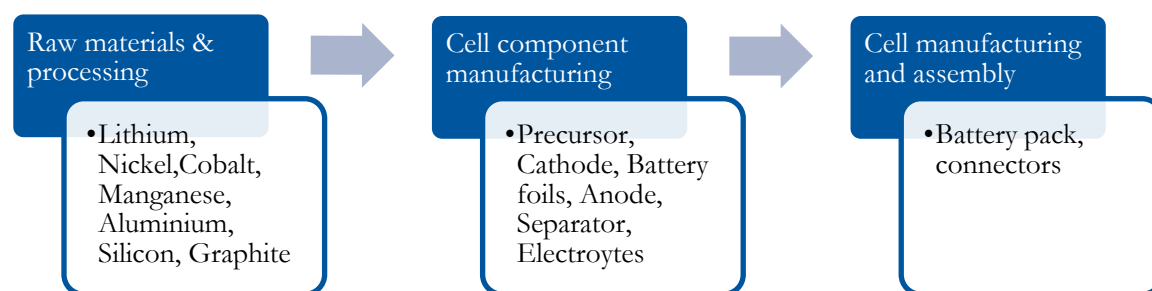 Raw materials &
processing
•Lithium,
Nickel,Cobalt,
Manganese,
Aluminium,
Silicon, Graphite
Cell component
manufacturing
•Precursor,
Cathode, Battery
foils, Anode,
Separator,
Electroytes
Cell manufacturing
and assembly
•Battery pack,
connectors